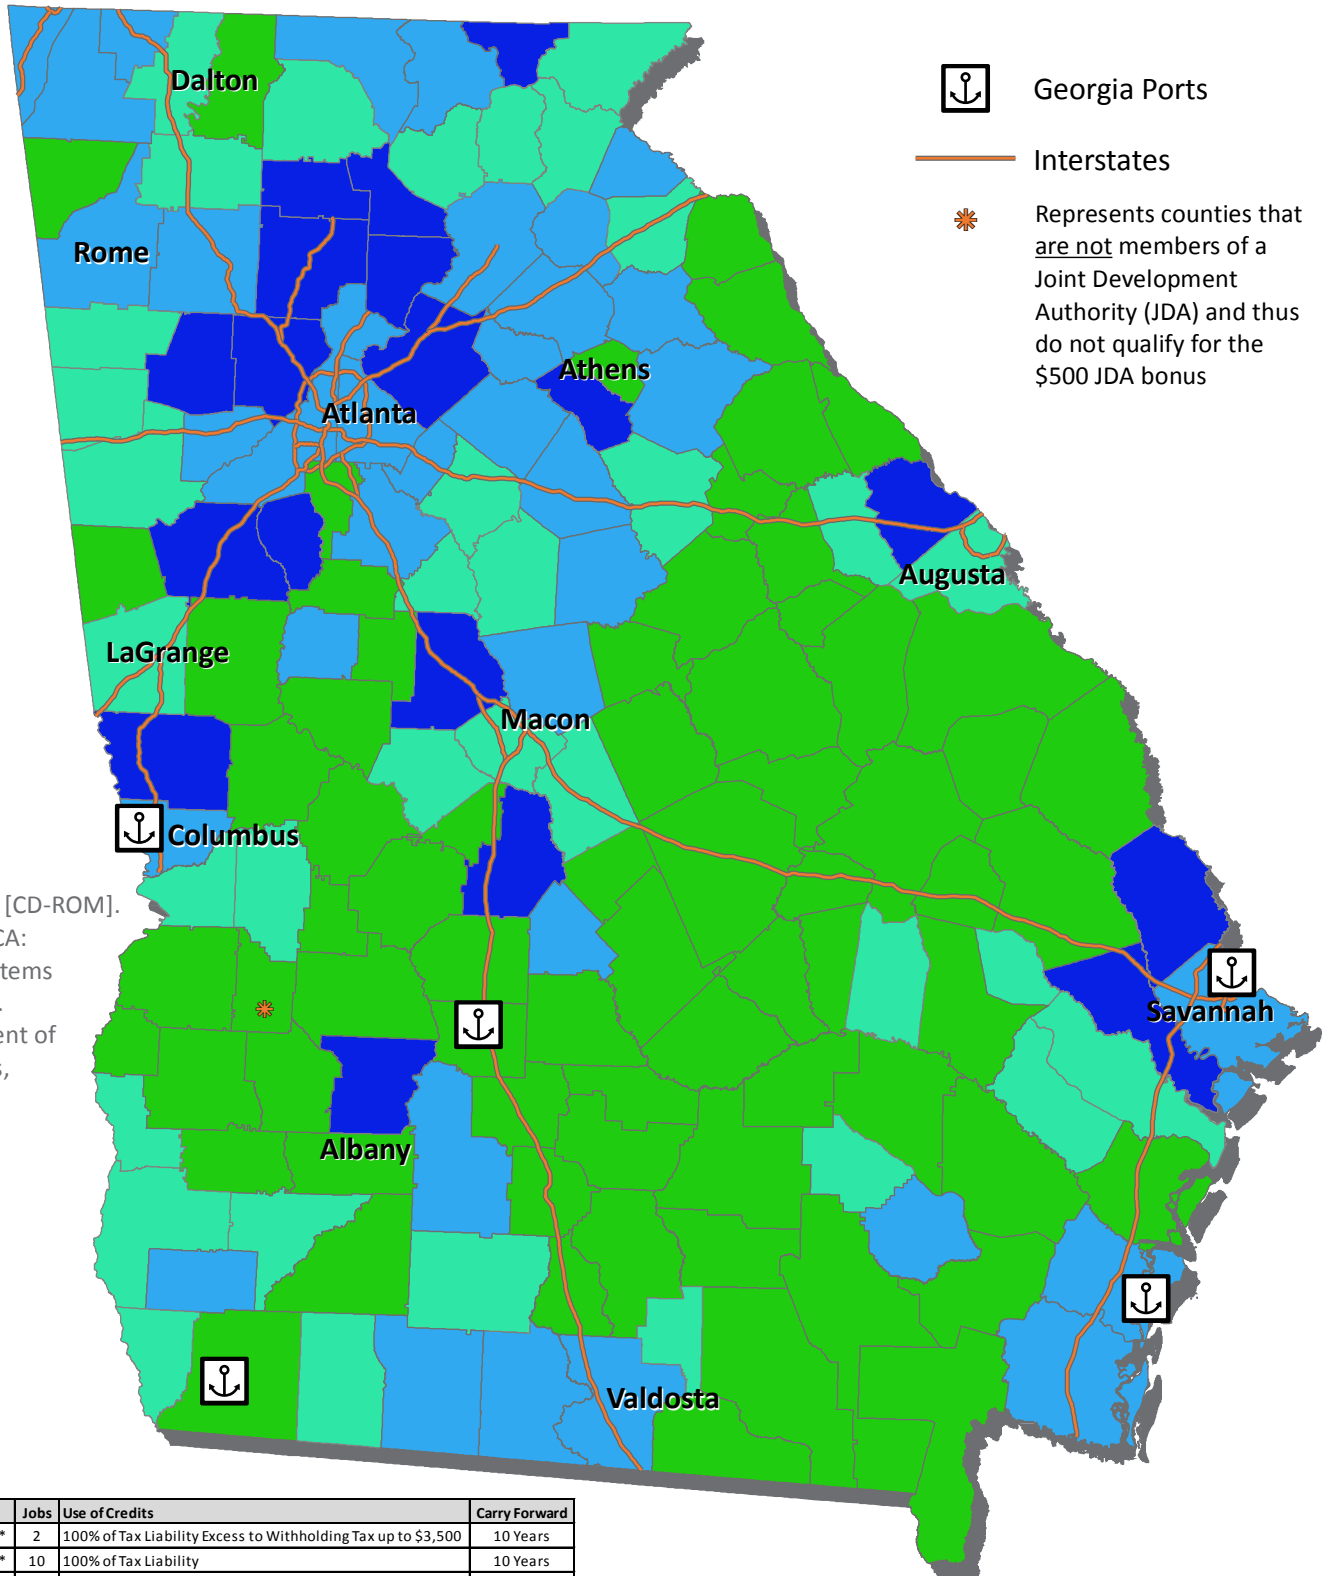 Georgia Ports
Interstates
Represents counties that
are not members of a
Joint Development
Authority (JDA) and thus
do not qualify for the
$500 JDA bonus
Dalton
Rome
Athens
Atlanta
Augusta
LaGrange
Macon
Columbus
[CD-ROM].
CA:
tems
.
ent of
s,
Savannah
Albany
Valdosta
Jobs Use of Credits Carry Forward
* 2 100% of Tax Liability Excess to Withholding Tax up to $3,500 10 Years
* 10 100% of Tax Liability 10 Years